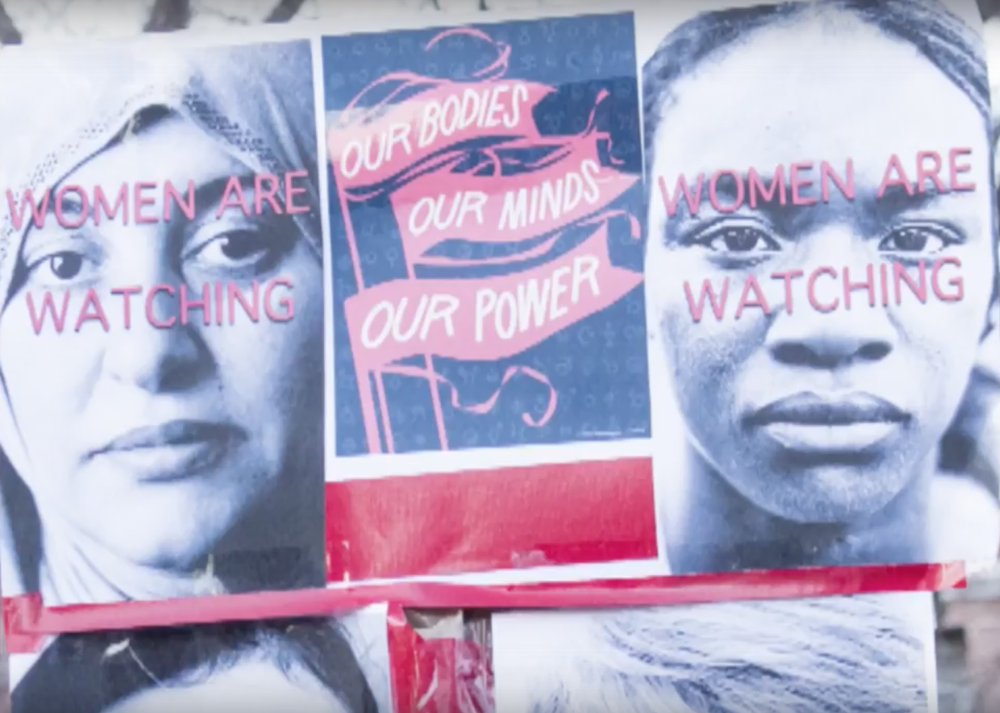 WOMEN ARE
WATCHING
OUR BODIES
OUR MINDS
OUR POWER
WOMEN ARE
WATCHING